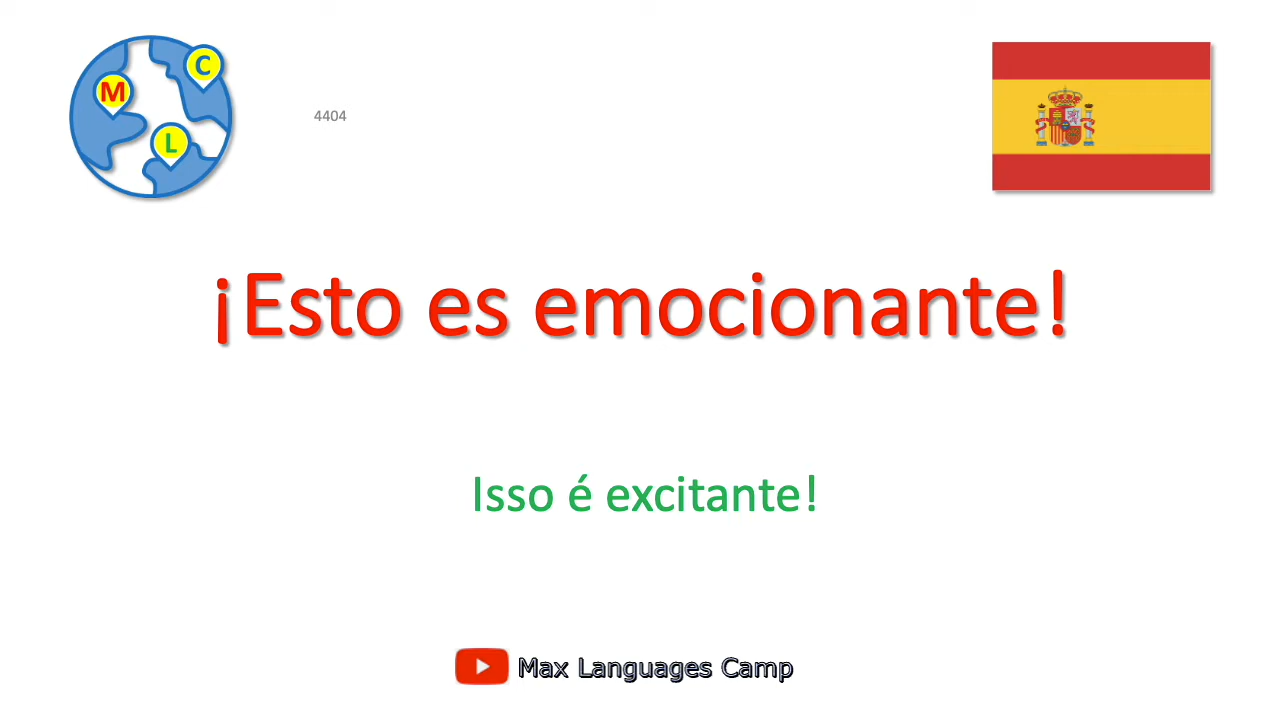 C
M
L
4404
¡Esto es emocionante!
Isso é excitante!
Max Languages Camp